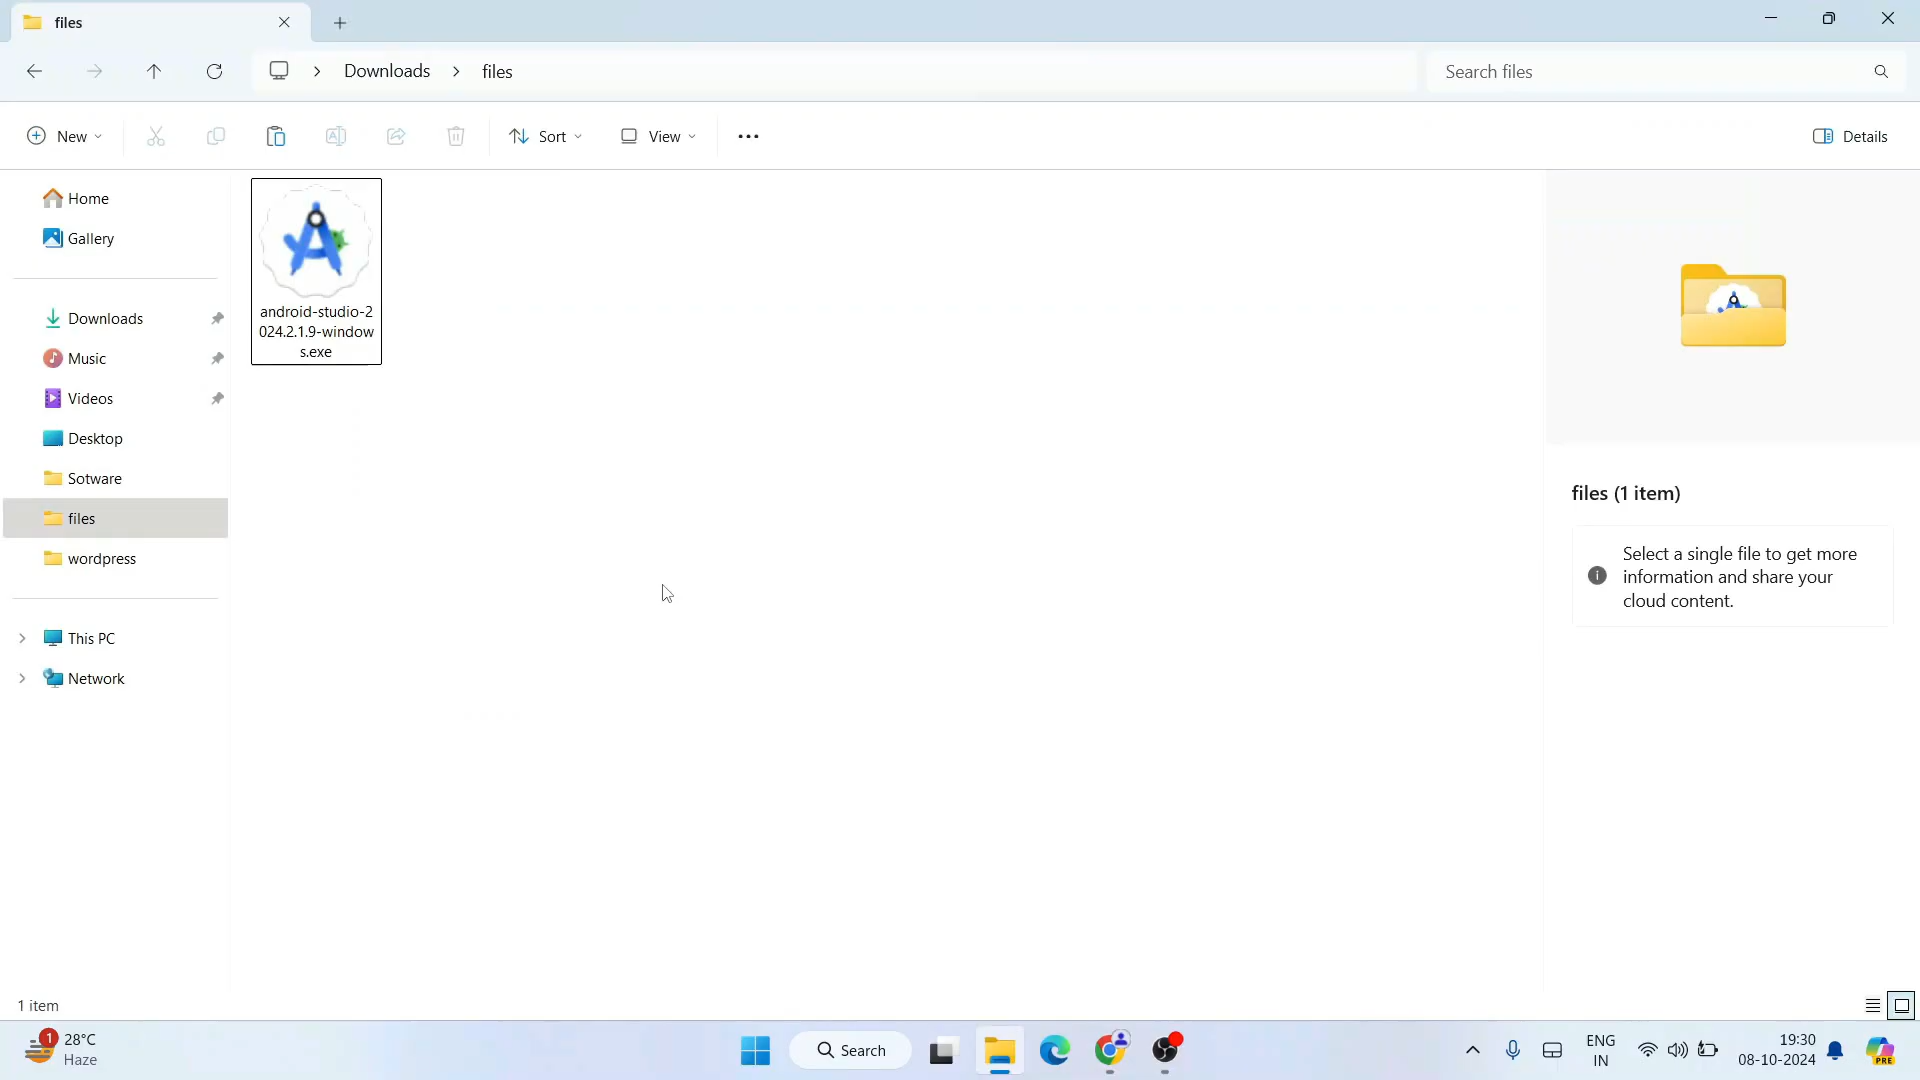 files
Downloads
files
Search files
New
Sort
View
Details
Home
Gallery
Downloads
Music
Videos
Desktop
Sotware
files
wordpress
This PC
Network
android-studio-2
024.2.1.9-window
s.exe
files (1 item)
Select a single file to get more
information and share your
cloud content.
1 item
1
28°C
Haze
Search
ENG
IN
19:30
08-10-2024
PRE